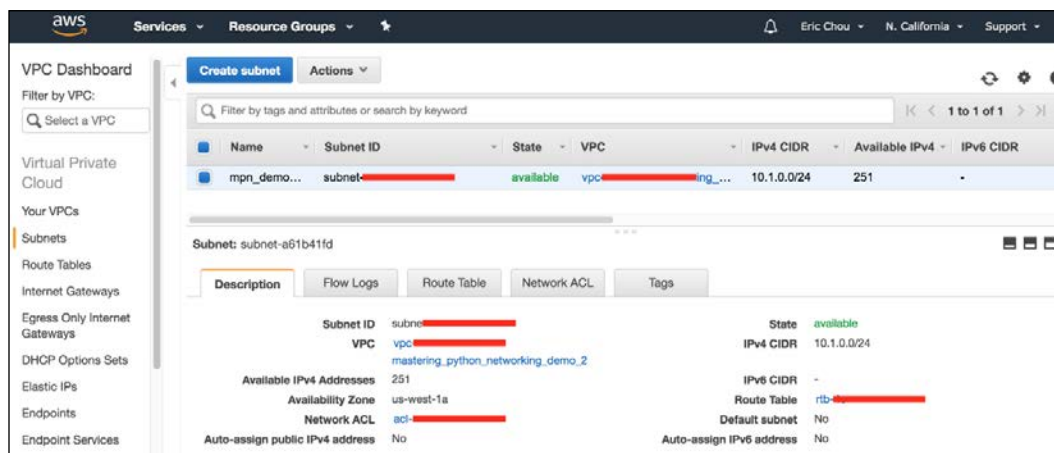 aws Services Resource Groups Eric Chou N. California Support
VPC Dashboard
Filter by VPC:
Select a VPC
Virtual Private
Cloud
Your VPCs
Subnets
Route Tables
Internet Gateways
Egress Only Internet
Gateways
DHCP Options Sets
Elastic IPs
Endpoints
Endpoint Services
Create subnet Actions
Filter by tags and attributes or search by keyword 1 to 1 of 1
Name Subnet ID State VPC IPv4 CIDR Available IPv4 IPv6 CIDR
mpn_demo... subnet- available vpc- ing_... 10.1.0.0/24 251 -
Subnet: subnet-a61b41fd
Description Flow Logs Route Table Network ACL Tags
Subnet ID subne State available
VPC vpc- IPv4 CIDR 10.1.0.0/24
mastering_python_networking_demo_2
Available IPv4 Addresses 251 IPv6 CIDR -
Availability Zone us-west-1a Route Table rtb-
Network ACL acl- Default subnet No
Auto-assign public IPv4 address No Auto-assign IPv6 address No